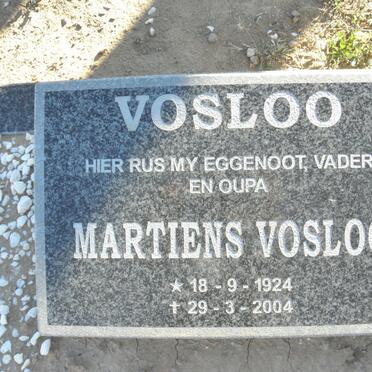 VOSLOO
HIER RUS MY EGGENOOT, VADER
EN OUPA
MARTIENS VOSLOO
★ 18 - 9 - 1924
† 29 - 3 - 2004